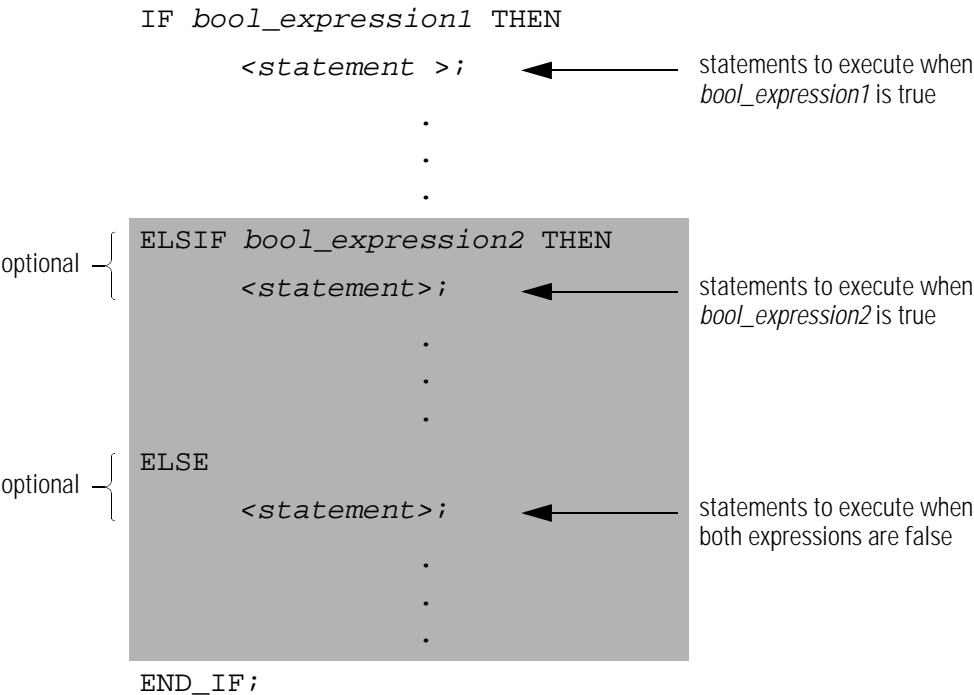 IF bool_expression1 THEN
<statement >;
statements to execute when
bool_expression1 is true
.
.
.
optional
ELSIF bool_expression2 THEN
<statement>;
statements to execute when
bool_expression2 is true
.
.
.
optional
ELSE
<statement>;
statements to execute when
both expressions are false
.
.
.
END_IF;